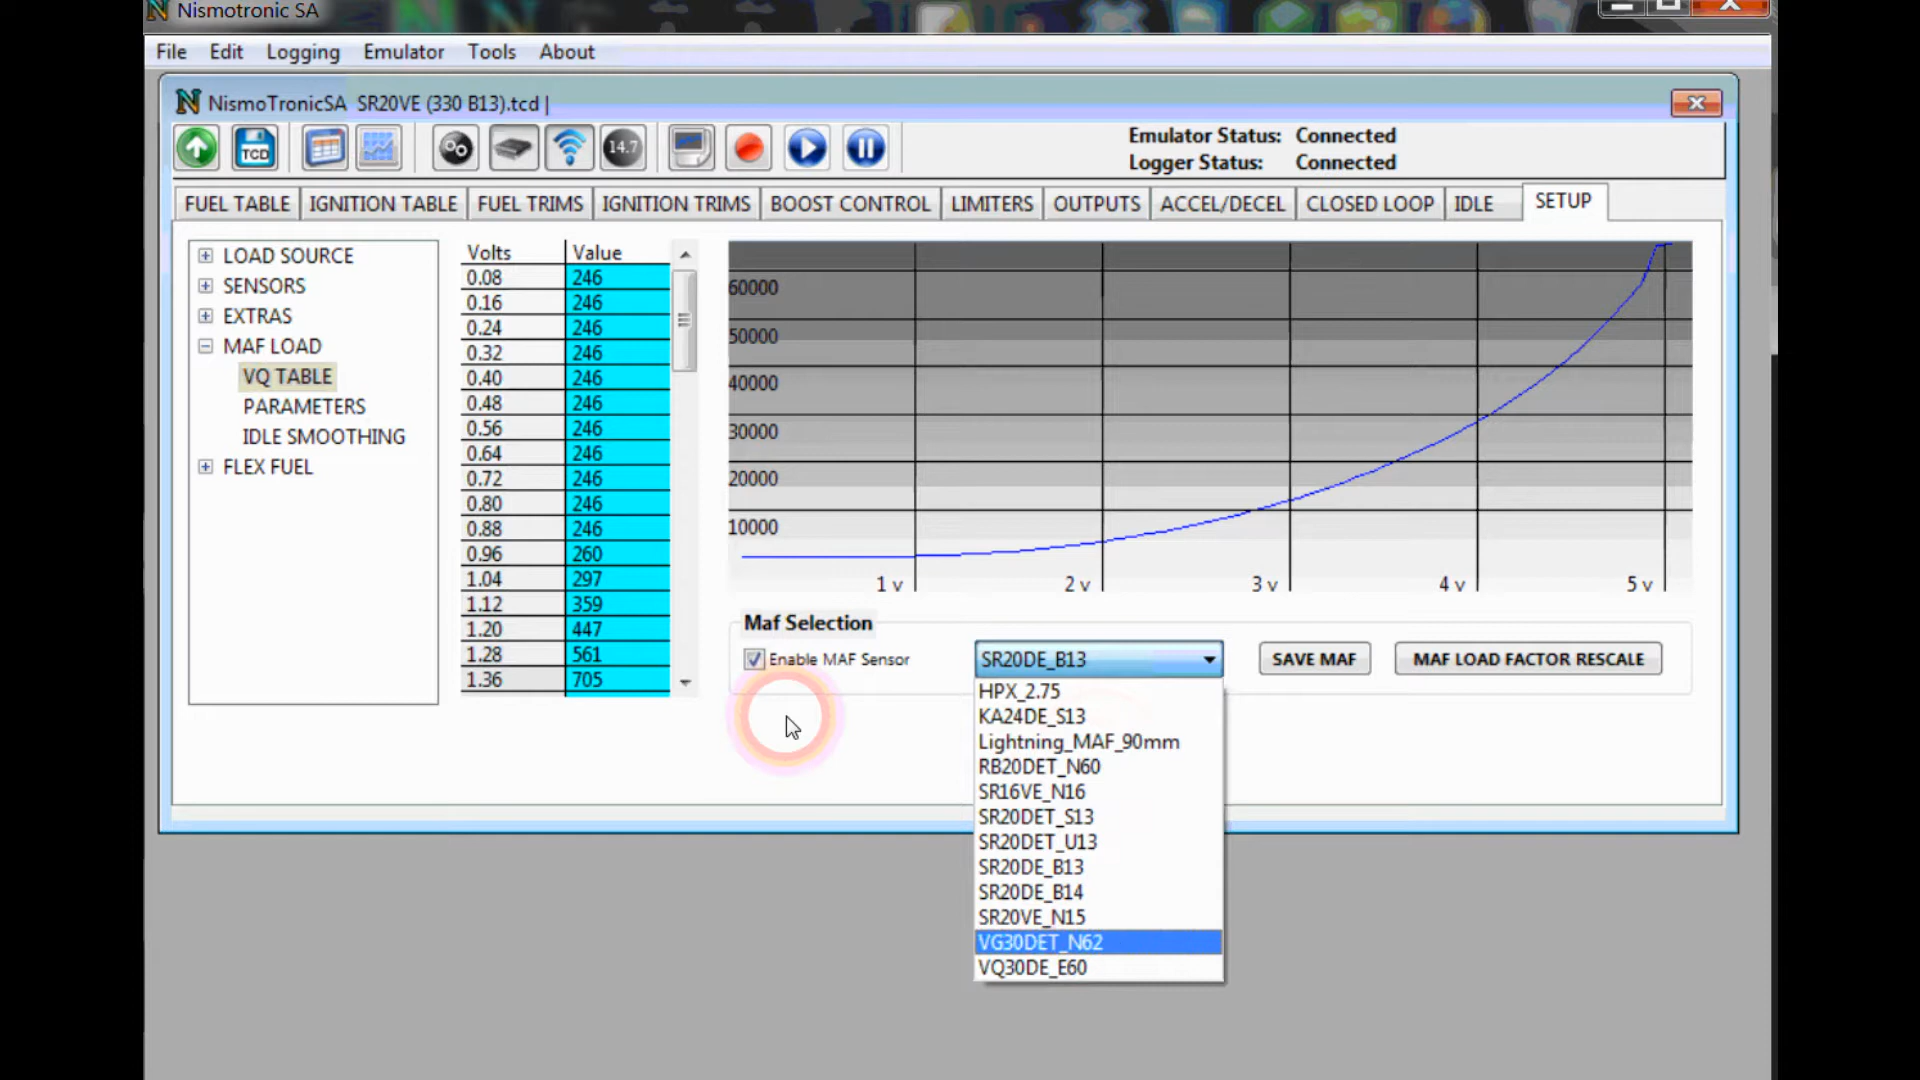 Nismotronic SA
File Edit Logging Emulator Tools About
NismoTronicSA SR20VE (330 B13).tcd |
TCD
14.7
Emulator Status: Connected
Logger Status: Connected
FUEL TABLE IGNITION TABLE FUEL TRIMS IGNITION TRIMS BOOST CONTROL LIMITERS OUTPUTS ACCEL/DECEL CLOSED LOOP IDLE SETUP
LOAD SOURCE
SENSORS
EXTRAS
MAF LOAD
VQ TABLE
PARAMETERS
IDLE SMOOTHING
FLEX FUEL
Volts Value
0.08 246
0.16 246
0.24 246
0.32 246
0.40 246
0.48 246
0.56 246
0.64 246
0.72 246
0.80 246
0.88 246
0.96 260
1.04 297
1.12 359
1.20 447
1.28 561
1.36 705
60000
50000
40000
30000
20000
10000
1 v 2 v 3 v 4 v 5 v
Maf Selection
Enable MAF Sensor
SR20DE_B13
SAVE MAF
MAF LOAD FACTOR RESCALE
HPX_2.75
KA24DE_S13
Lightning_MAF_90mm
RB20DET_N60
SR16VE_N16
SR20DET_S13
SR20DET_U13
SR20DE_B13
SR20DE_B14
SR20VE_N15
VG30DET_N62
VQ30DE_E60